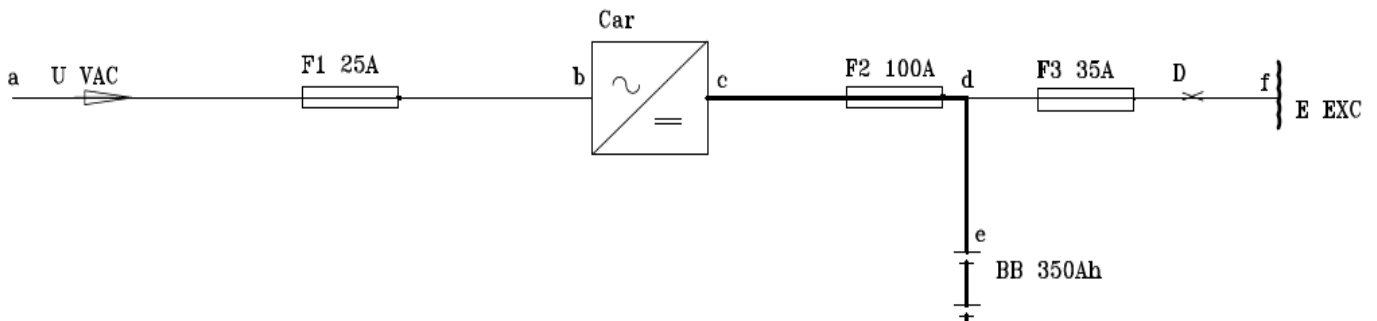 Car
a
U VAC
F1 25A
b
c
F2 100A
d
F3 35A
D
f
E EXC
e
BB 350Ah